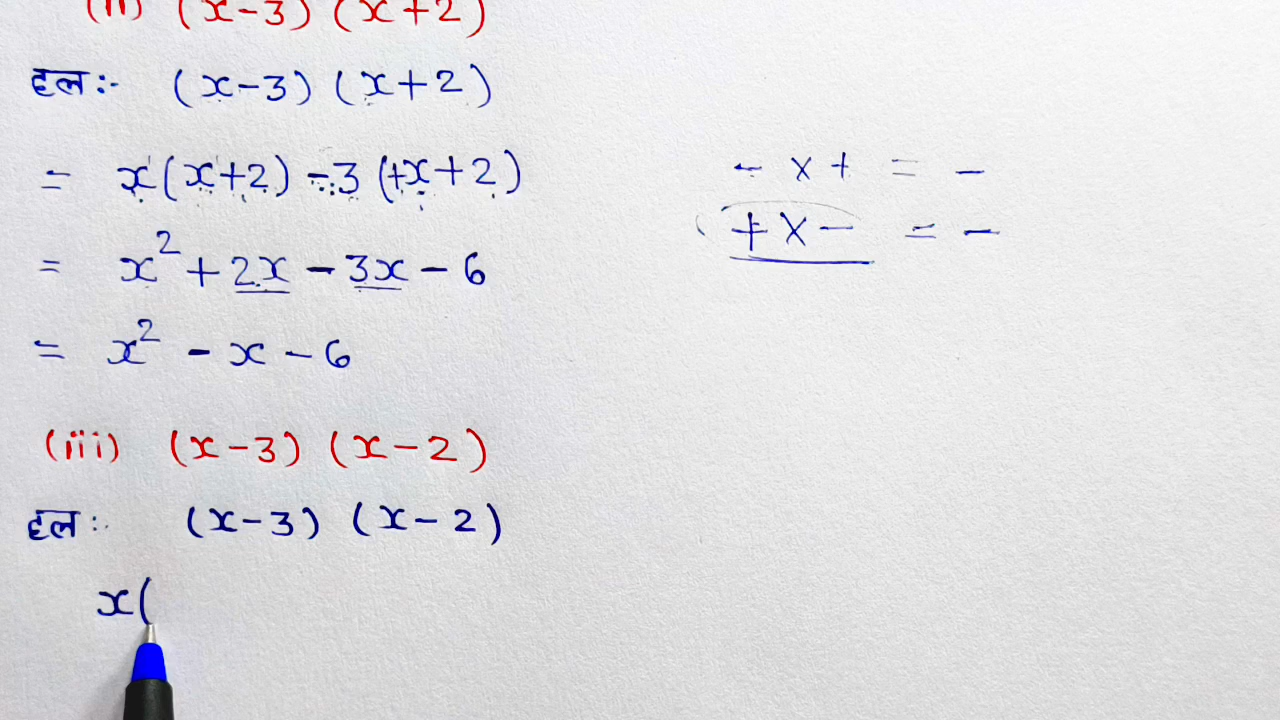 (ii) (x-3) (x+2)
हल:- (x-3) (x+2)
= x(x+2) -3 (+x+2)
= x² + 2x - 3x - 6
= x² - x - 6
- x + = -
+ x - = -
(iii) (x-3) (x-2)
हल:- (x-3) (x-2)
x(